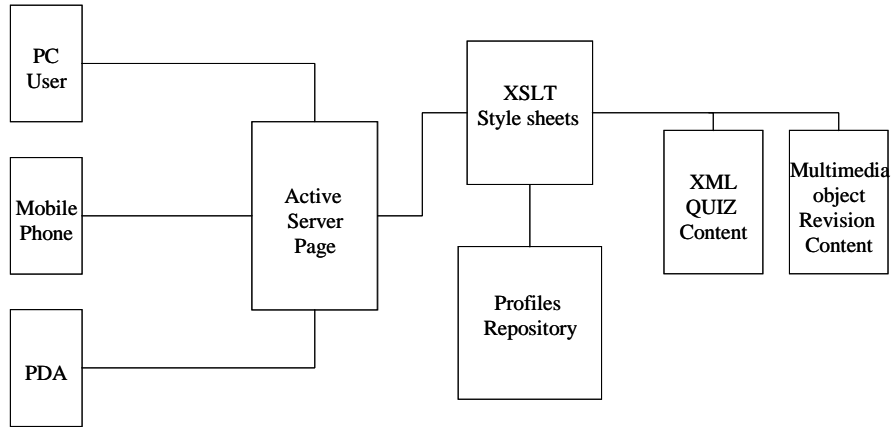 PC
User
Mobile
Phone
PDA
Active
Server
Page
XSLT
Style sheets
Profiles
Repository
XML
QUIZ
Content
Multimedia
object
Revision
Content